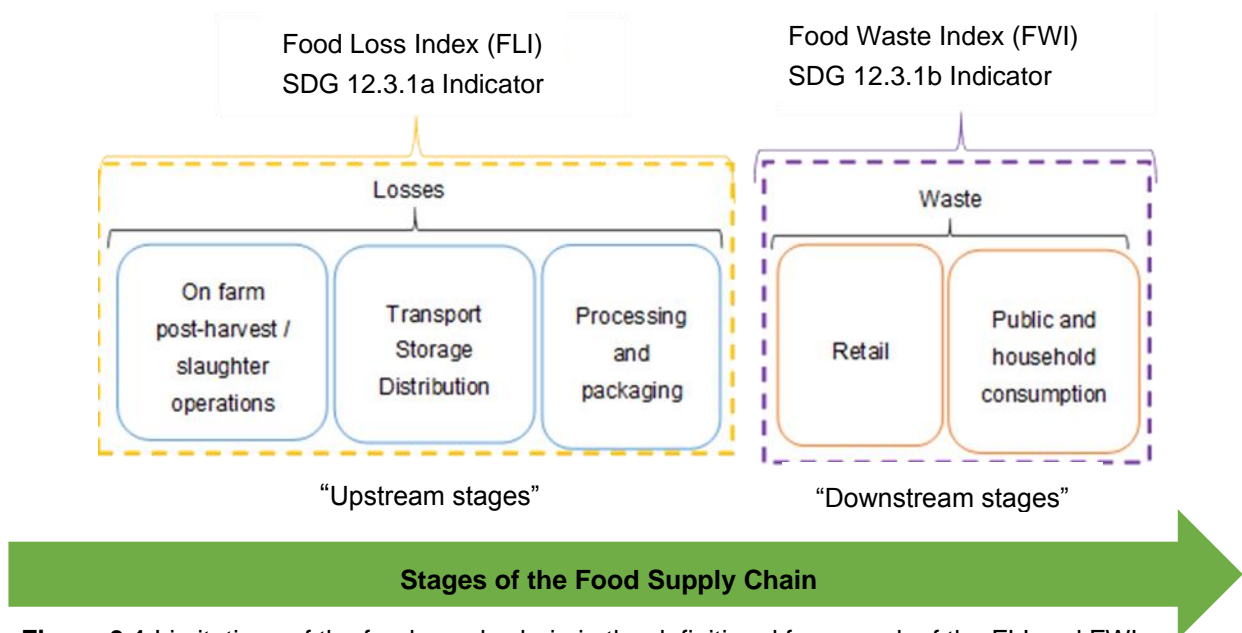 Food Loss Index (FLI)
SDG 12.3.1a Indicator
Food Waste Index (FWI)
SDG 12.3.1b Indicator
Losses
Waste
On farm
post-harvest /
slaughter
operations
Transport
Storage
Distribution
Processing
and
packaging
Retail
Public and
household
consumption
“Upstream stages”
“Downstream stages”
Stages of the Food Supply Chain